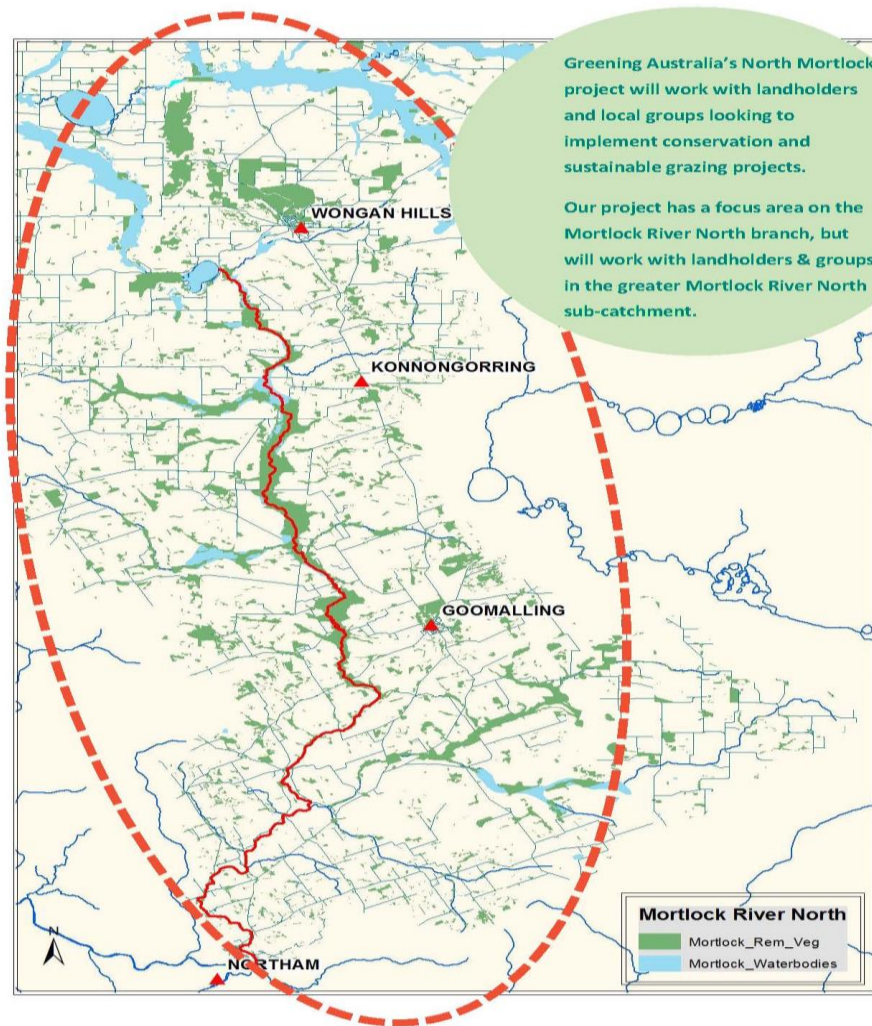 Greening Australia's North Mortlock
project will work with landholders
and local groups looking to
implement conservation and
sustainable grazing projects.
Our project has a focus area on the
Mortlock River North branch, but
will work with landholders & groups
in the greater Mortlock River North
sub-catchment.
WONGAN HILLS
KONNONGORRING
GOOMALLING
NORTHAM
N
Mortlock River North
Mortlock_Rem_Veg
Mortlock_Waterbodies